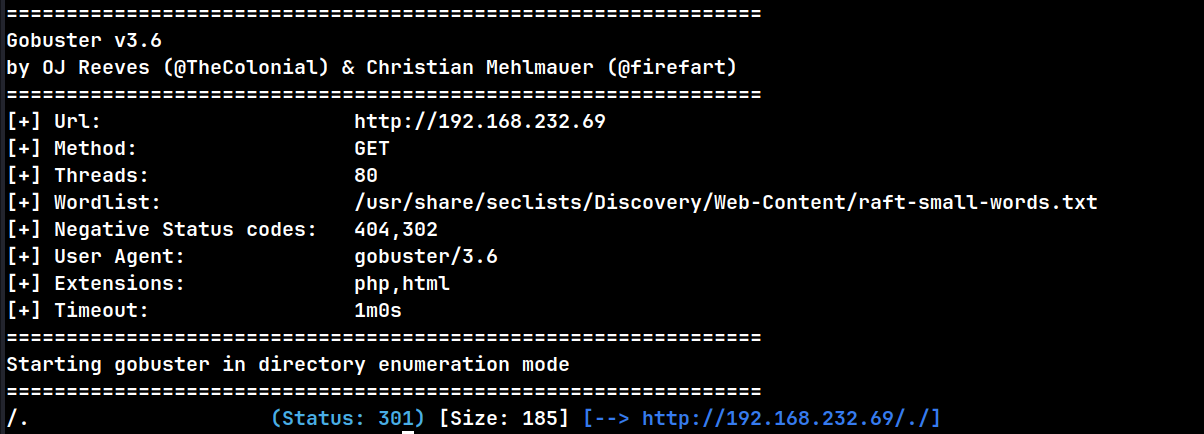 ===============================================================
Gobuster v3.6
by OJ Reeves (@TheColonial) & Christian Mehlmauer (@firefart)
===============================================================
[+] Url:                     http://192.168.232.69
[+] Method:                  GET
[+] Threads:                 80
[+] Wordlist:                /usr/share/seclists/Discovery/Web-Content/raft-small-words.txt
[+] Negative Status codes:   404,302
[+] User Agent:              gobuster/3.6
[+] Extensions:              php,html
[+] Timeout:                 1m0s
===============================================================
Starting gobuster in directory enumeration mode
===============================================================
/.                    (Status: 301) [Size: 185] [--> http://192.168.232.69/./]